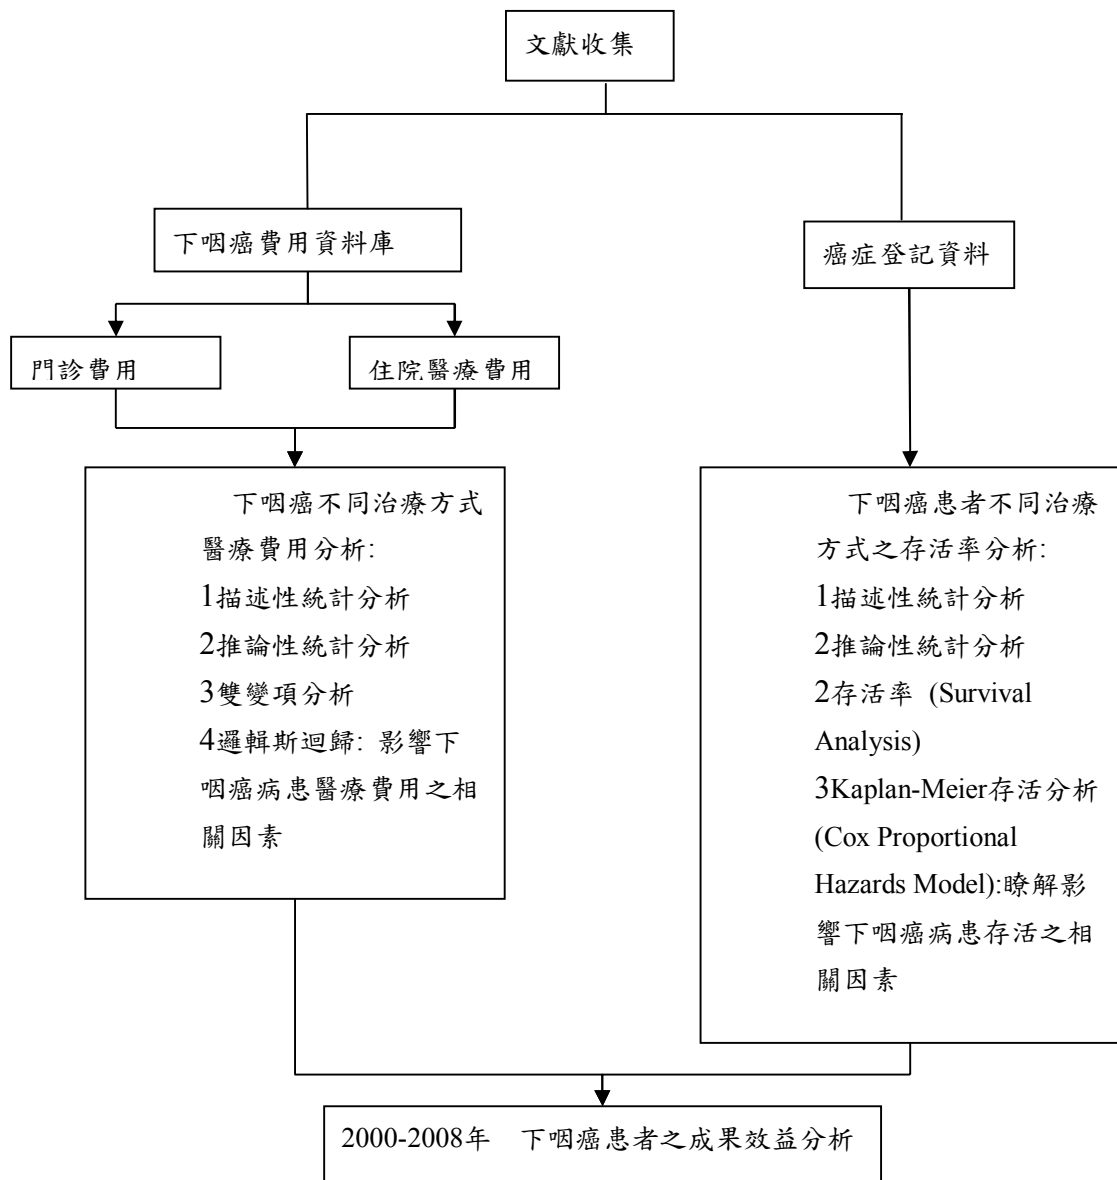 文獻收集
下咽癌費用資料庫
癌症登記資料
門診費用
住院醫療費用
下咽癌不同治療方式
醫療費用分析:
1描述性統計分析
2推論性統計分析
3雙變項分析
4邏輯斯迴歸: 影響下
咽癌病患醫療費用之相
關因素
下咽癌患者不同治療
方式之存活率分析:
1描述性統計分析
2推論性統計分析
2存活率 (Survival
Analysis)
3Kaplan-Meier存活分析
(Cox Proportional
Hazards Model):瞭解影
響下咽癌病患存活之相
關因素
2000-2008年 下咽癌患者之成果效益分析